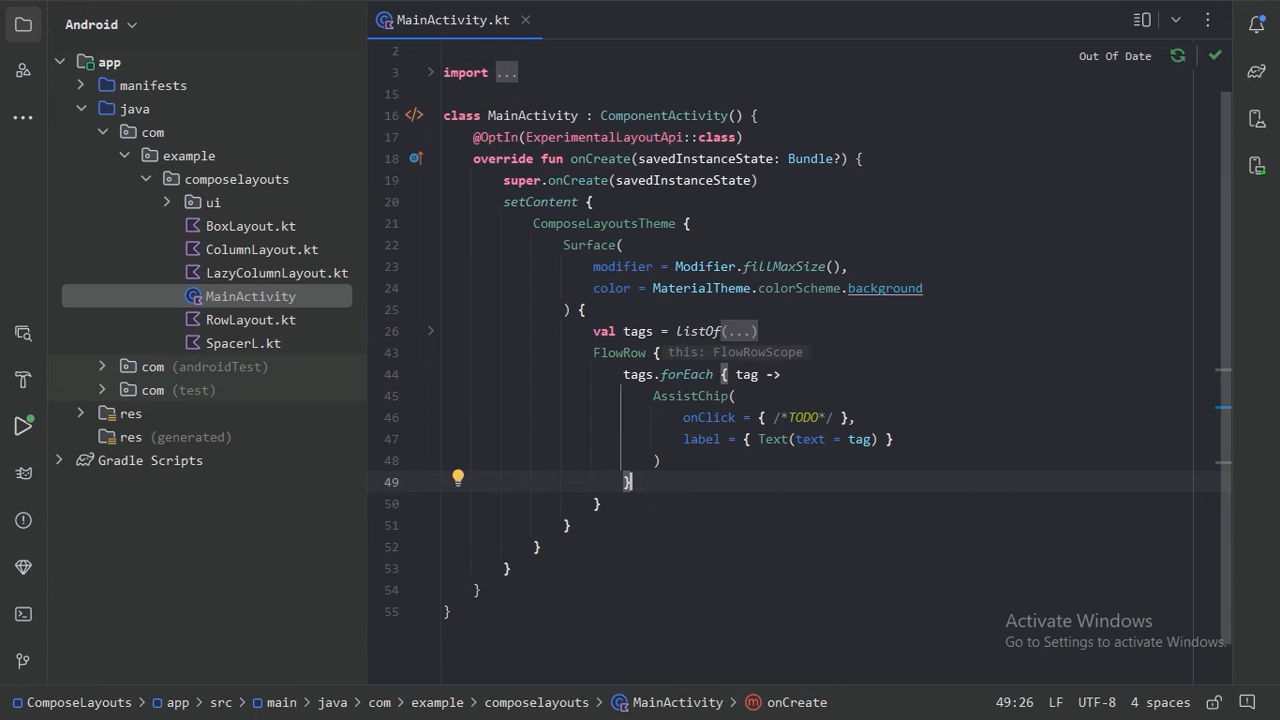 Android
app
manifests
java
com
example
composelayouts
ui
BoxLayout.kt
ColumnLayout.kt
LazyColumnLayout.kt
MainActivity
RowLayout.kt
SpacerL.kt
com (androidTest)
com (test)
res
res (generated)
Gradle Scripts
MainActivity.kt
Out Of Date
2
3 import ...
15
16 class MainActivity : ComponentActivity() {
17 @OptIn(ExperimentalLayoutApi::class)
18 override fun onCreate(savedInstanceState: Bundle?) {
19 super.onCreate(savedInstanceState)
20 setContent {
21 ComposeLayoutsTheme {
22 Surface(
23 modifier = Modifier.fillMaxSize(),
24 color = MaterialTheme.colorScheme.background
25 ) {
26 val tags = listOf(...)
43 FlowRow { this: FlowRowScope
44 tags.forEach { tag ->
45 AssistChip(
46 onClick = { /*TODO*/ },
47 label = { Text(text = tag) }
48 )
49 }
50 }
51 }
52 }
53 }
54 }
55 }
Activate Windows
Go to Settings to activate Windows.
ComposeLayouts > app > src > main > java > com > example > composelayouts > MainActivity > onCreate
49:26 LF UTF-8 4 spaces